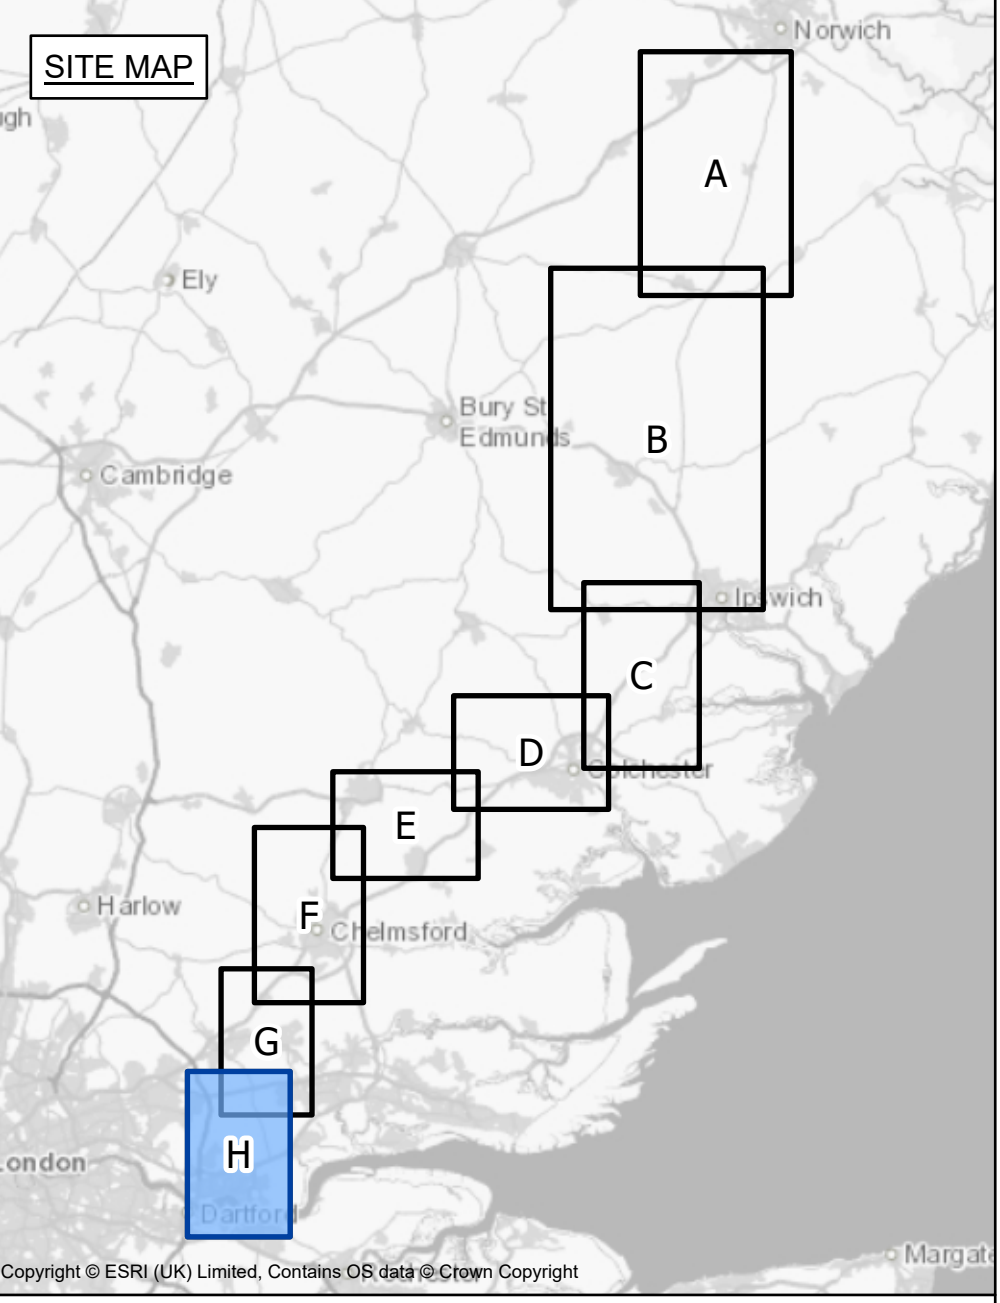 SITE MAP
Norwich
gh
A
Ely
Bury St
Edmunds
B
Cambridge
Ipswich
C
D
Colchester
E
Harlow
F
Chelmsford
G
H
London
Dartford
Margate
Copyright © ESRI (UK) Limited, Contains OS data © Crown Copyright